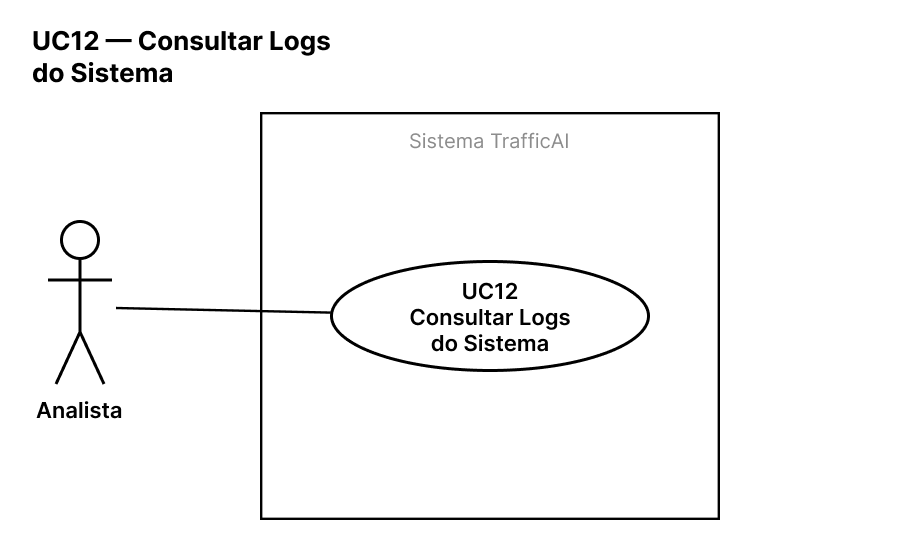 UC12 — Consultar Logs
do Sistema
Sistema TrafficAI
UC12
Consultar Logs
do Sistema
Analista